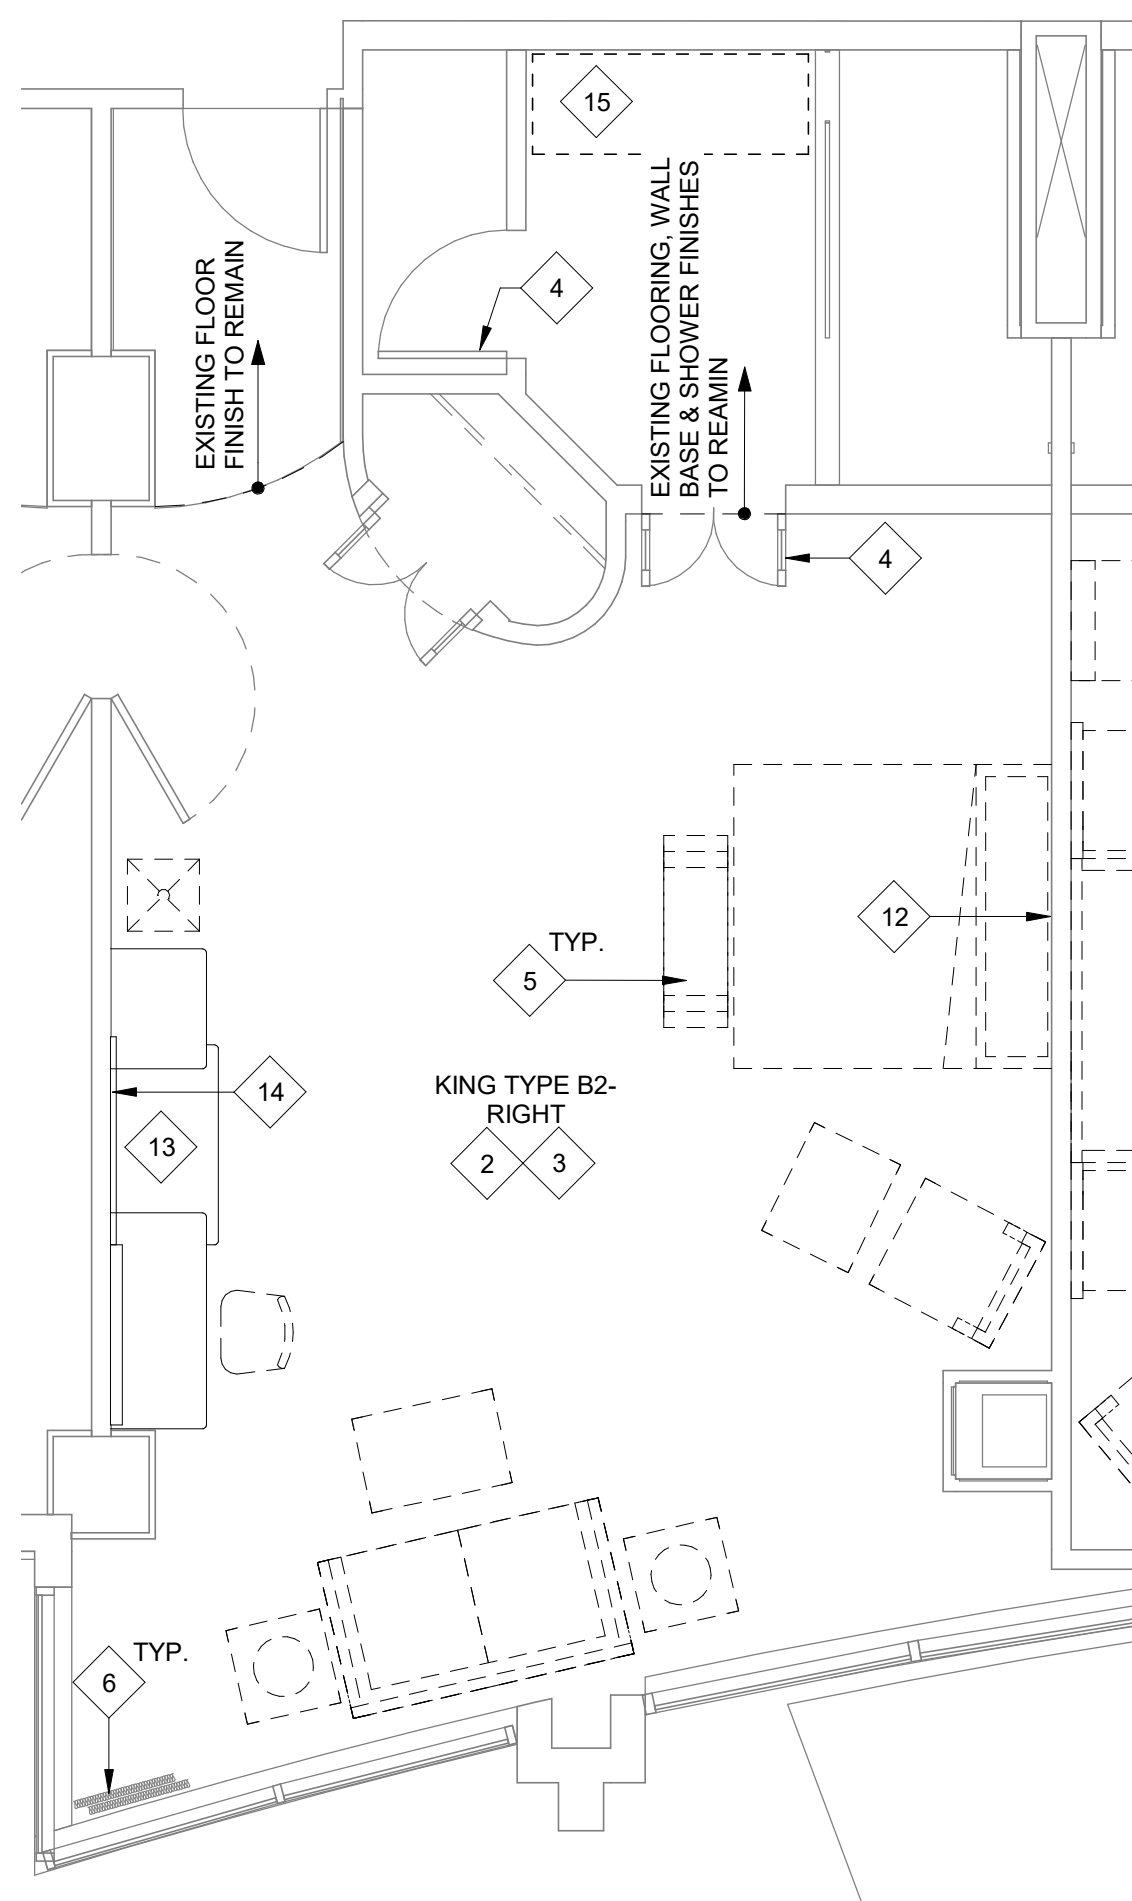 15
EXISTING FLOOR
FINISH TO REMAIN
4
EXISTING FLOORING, WALL
BASE & SHOWER FINISHES
TO REAMIN
4
12
TYP.
5
14
KING TYPE B2-
RIGHT
13
2 3
TYP.
6